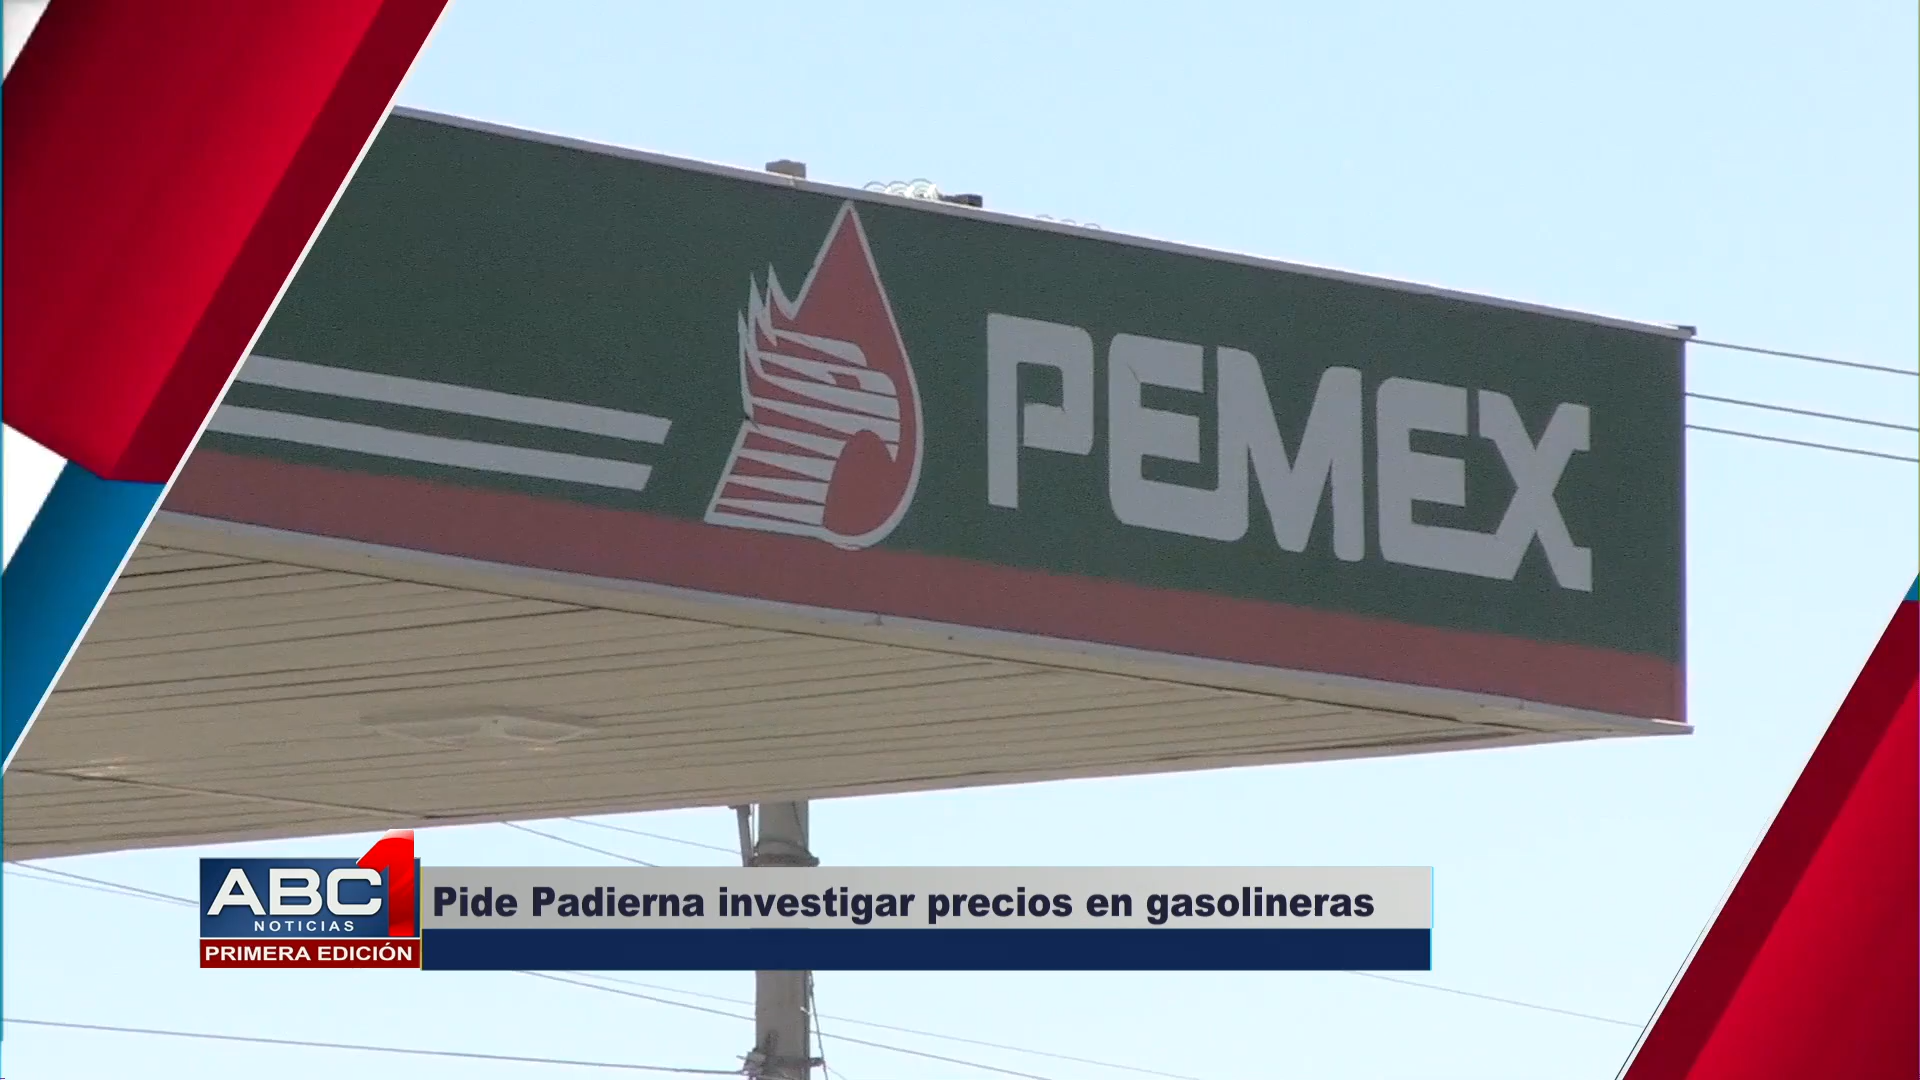 PEMEX
ABC 1
NOTICIAS
PRIMERA EDICIÓN
Pide Padierna investigar precios en gasolineras